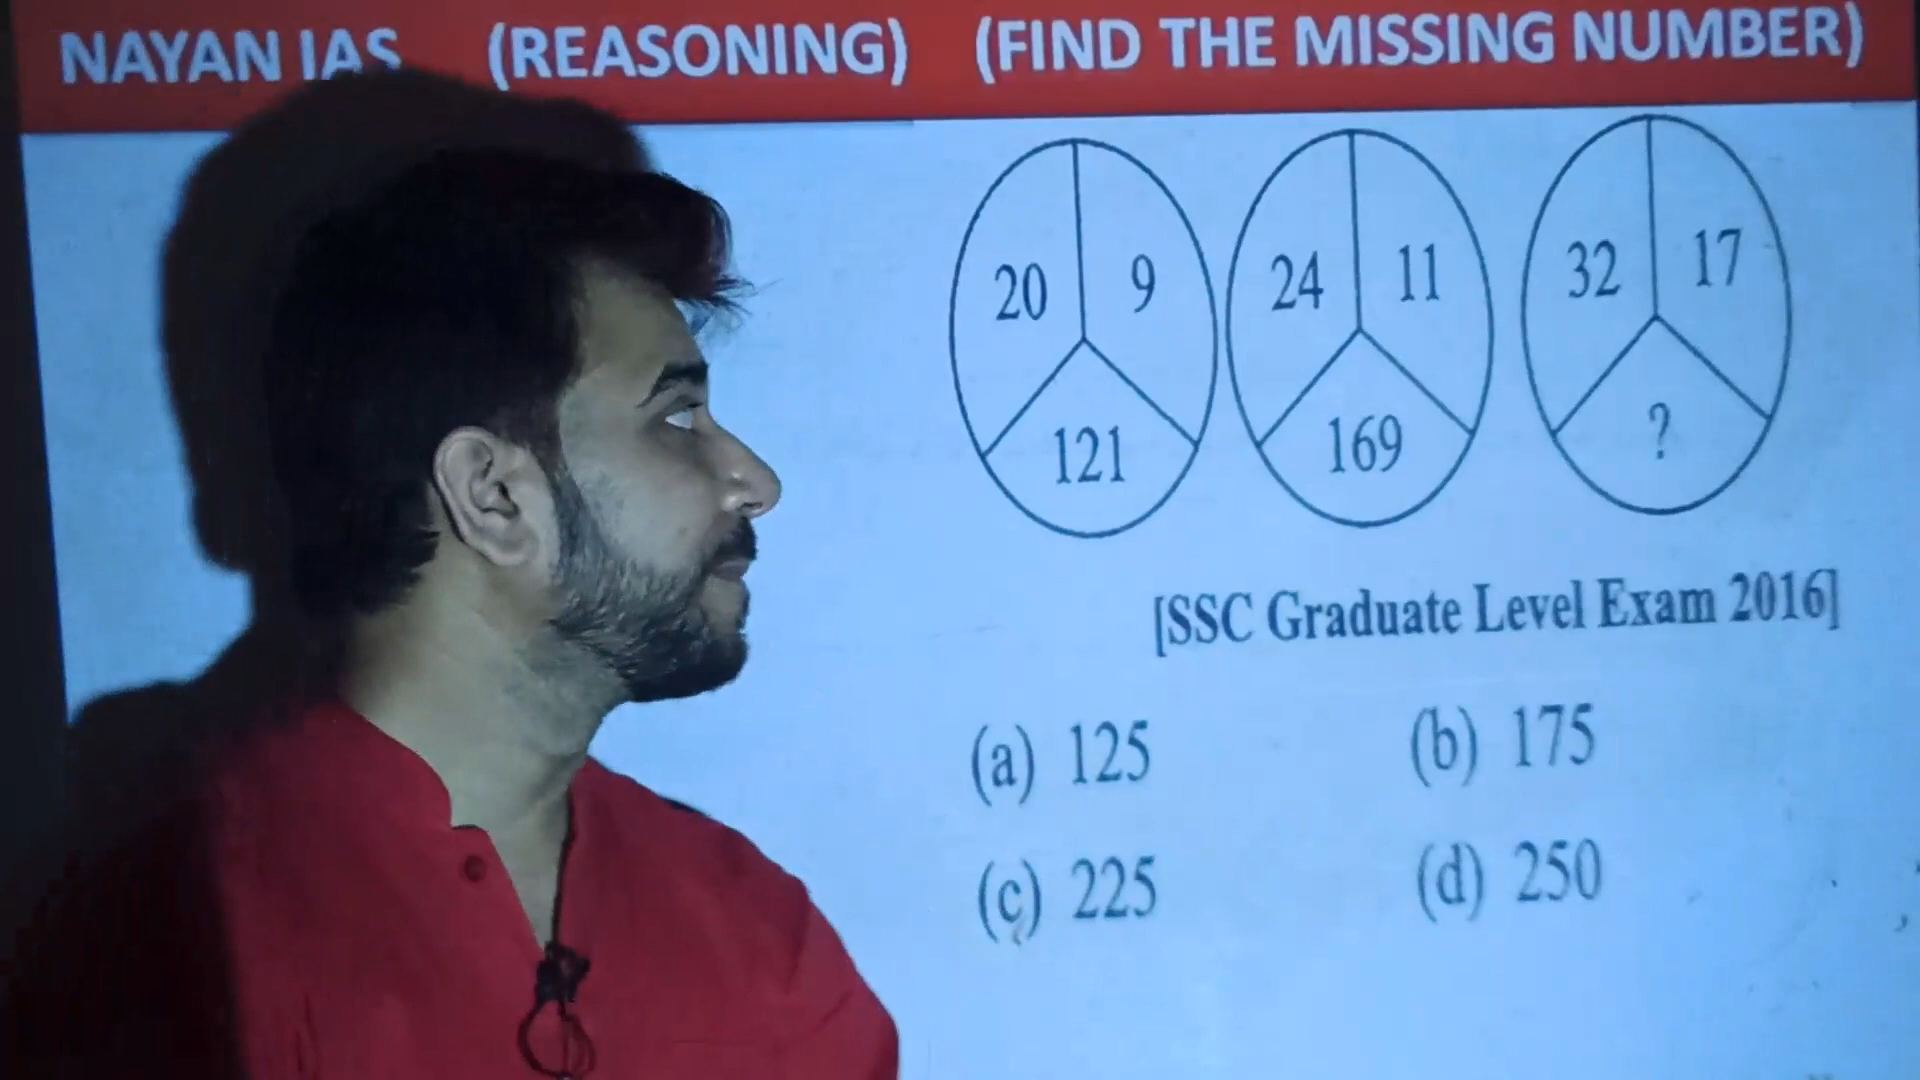 NAYAN IAS (REASONING) (FIND THE MISSING NUMBER)
20 9 24 11 32 17
121 169 ?
[SSC Graduate Level Exam 2016]
(a) 125 (b) 175
(c) 225 (d) 250